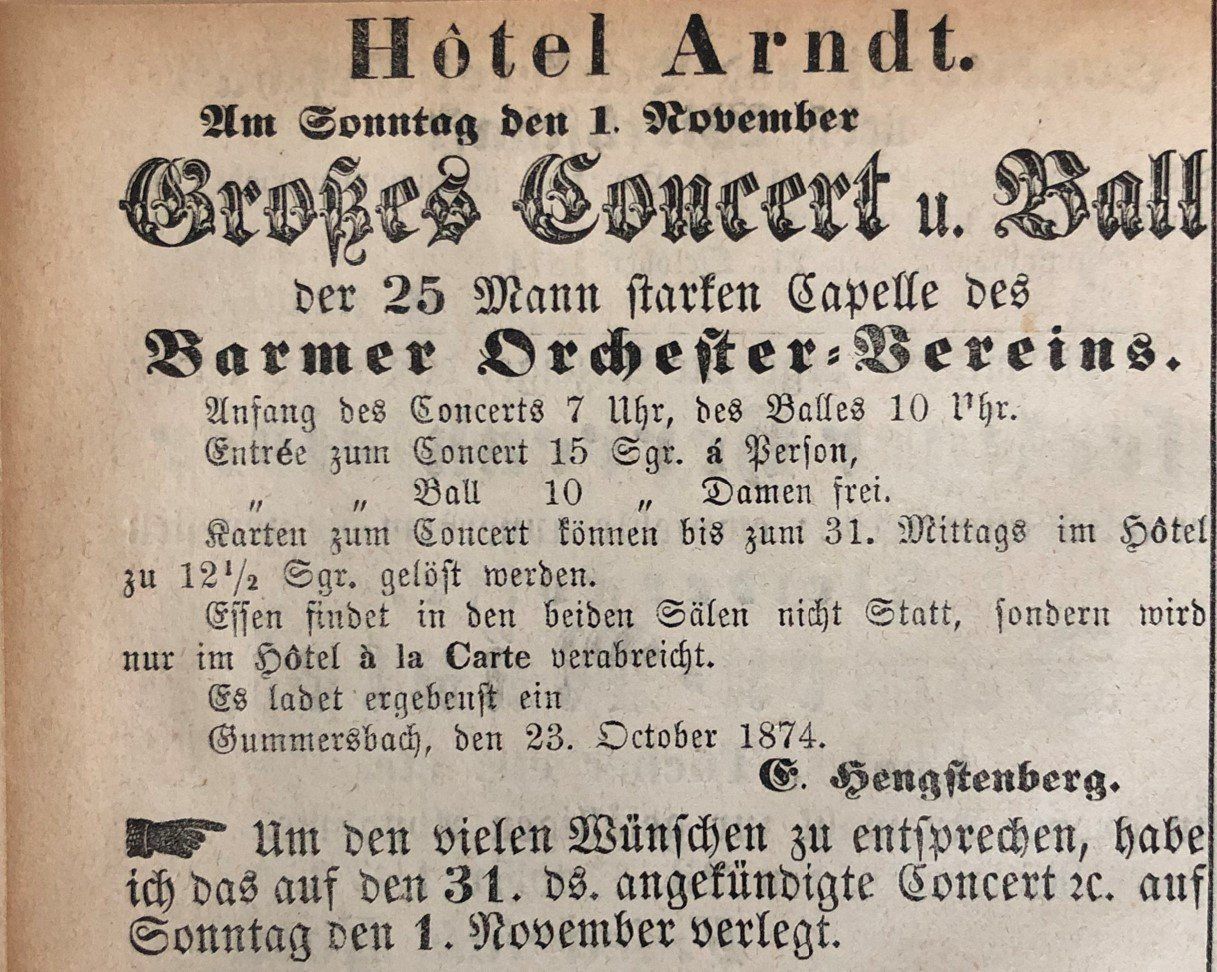 Hôtel Arndt.
Am Sonntag den 1. November
Großes Concert u. Ball
der 25 Mann starken Capelle des
Barmer Orchester-Vereins.
Anfang des Concerts 7 Uhr, des Balles 10 Uhr.
Entrée zum Concert 15 Sgr. á Person,
„ „ Ball 10 „ Damen frei.
Karten zum Concert können bis zum 31. Mittags im Hôtel
zu 12½ Sgr. gelöst werden.
Essen findet in den beiden Sälen nicht Statt, sondern wird
nur im Hôtel à la Carte verabreicht.
Es ladet ergebenst ein
Gummersbach, den 23. October 1874.
E. Hengstenberg.
☛ Um den vielen Wünschen zu entsprechen, habe
ich das auf den 31. ds. angekündigte Concert ꝛc. auf
Sonntag den 1. November verlegt.